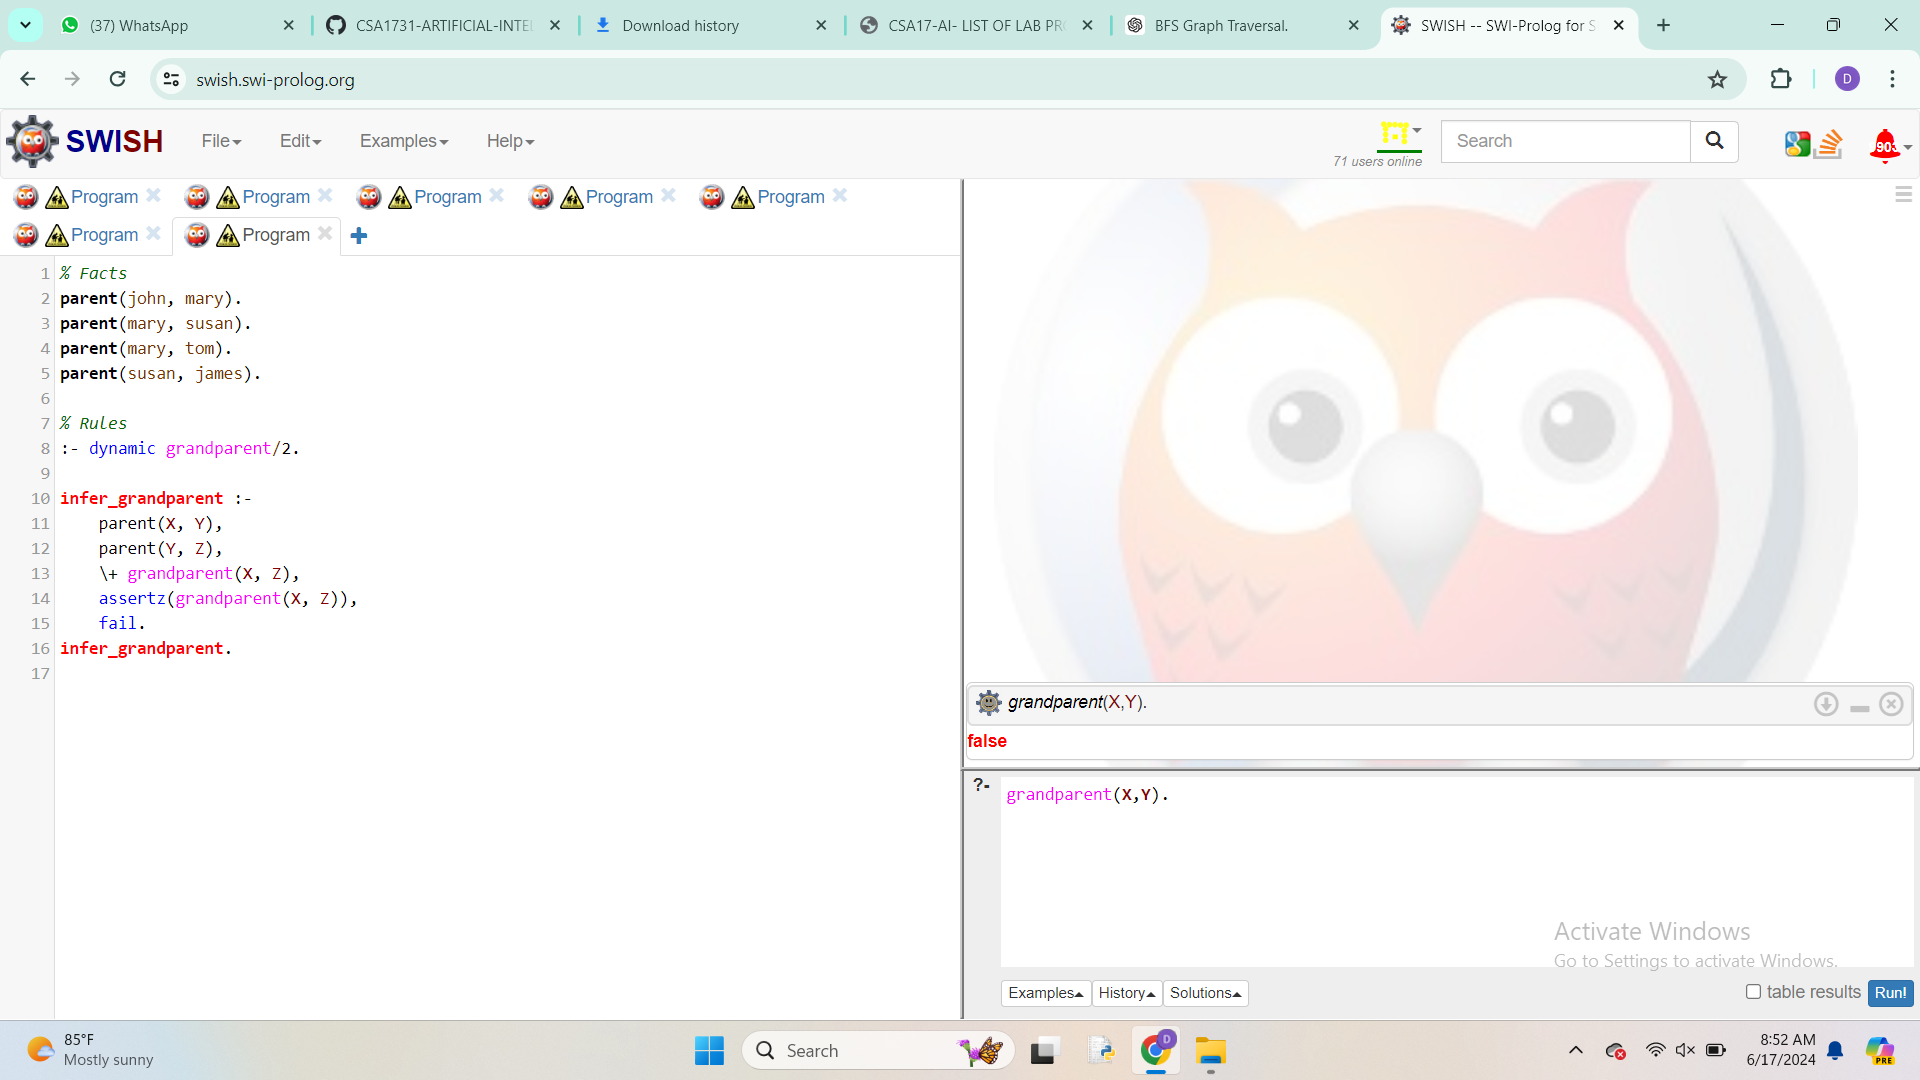 (37) WhatsApp
CSA1731-ARTIFICIAL-INTE
Download history
CSA17-AI- LIST OF LAB PR
BFS Graph Traversal.
SWISH -- SWI-Prolog for S
swish.swi-prolog.org
D
SWISH
File
Edit
Examples
Help
71 users online
Search
903
Program
Program
Program
Program
Program
Program
Program
1 % Facts
2 parent(john, mary).
3 parent(mary, susan).
4 parent(mary, tom).
5 parent(susan, james).
6
7 % Rules
8 :- dynamic grandparent/2.
9
10 infer_grandparent :-
11     parent(X, Y),
12     parent(Y, Z),
13     \+ grandparent(X, Z),
14     assertz(grandparent(X, Z)),
15     fail.
16 infer_grandparent.
17
grandparent(X,Y).
false
?- grandparent(X,Y).
Activate Windows
Go to Settings to activate Windows.
Examples
History
Solutions
table results
Run!
85°F
Mostly sunny
Search
D
8:52 AM
6/17/2024
PRE